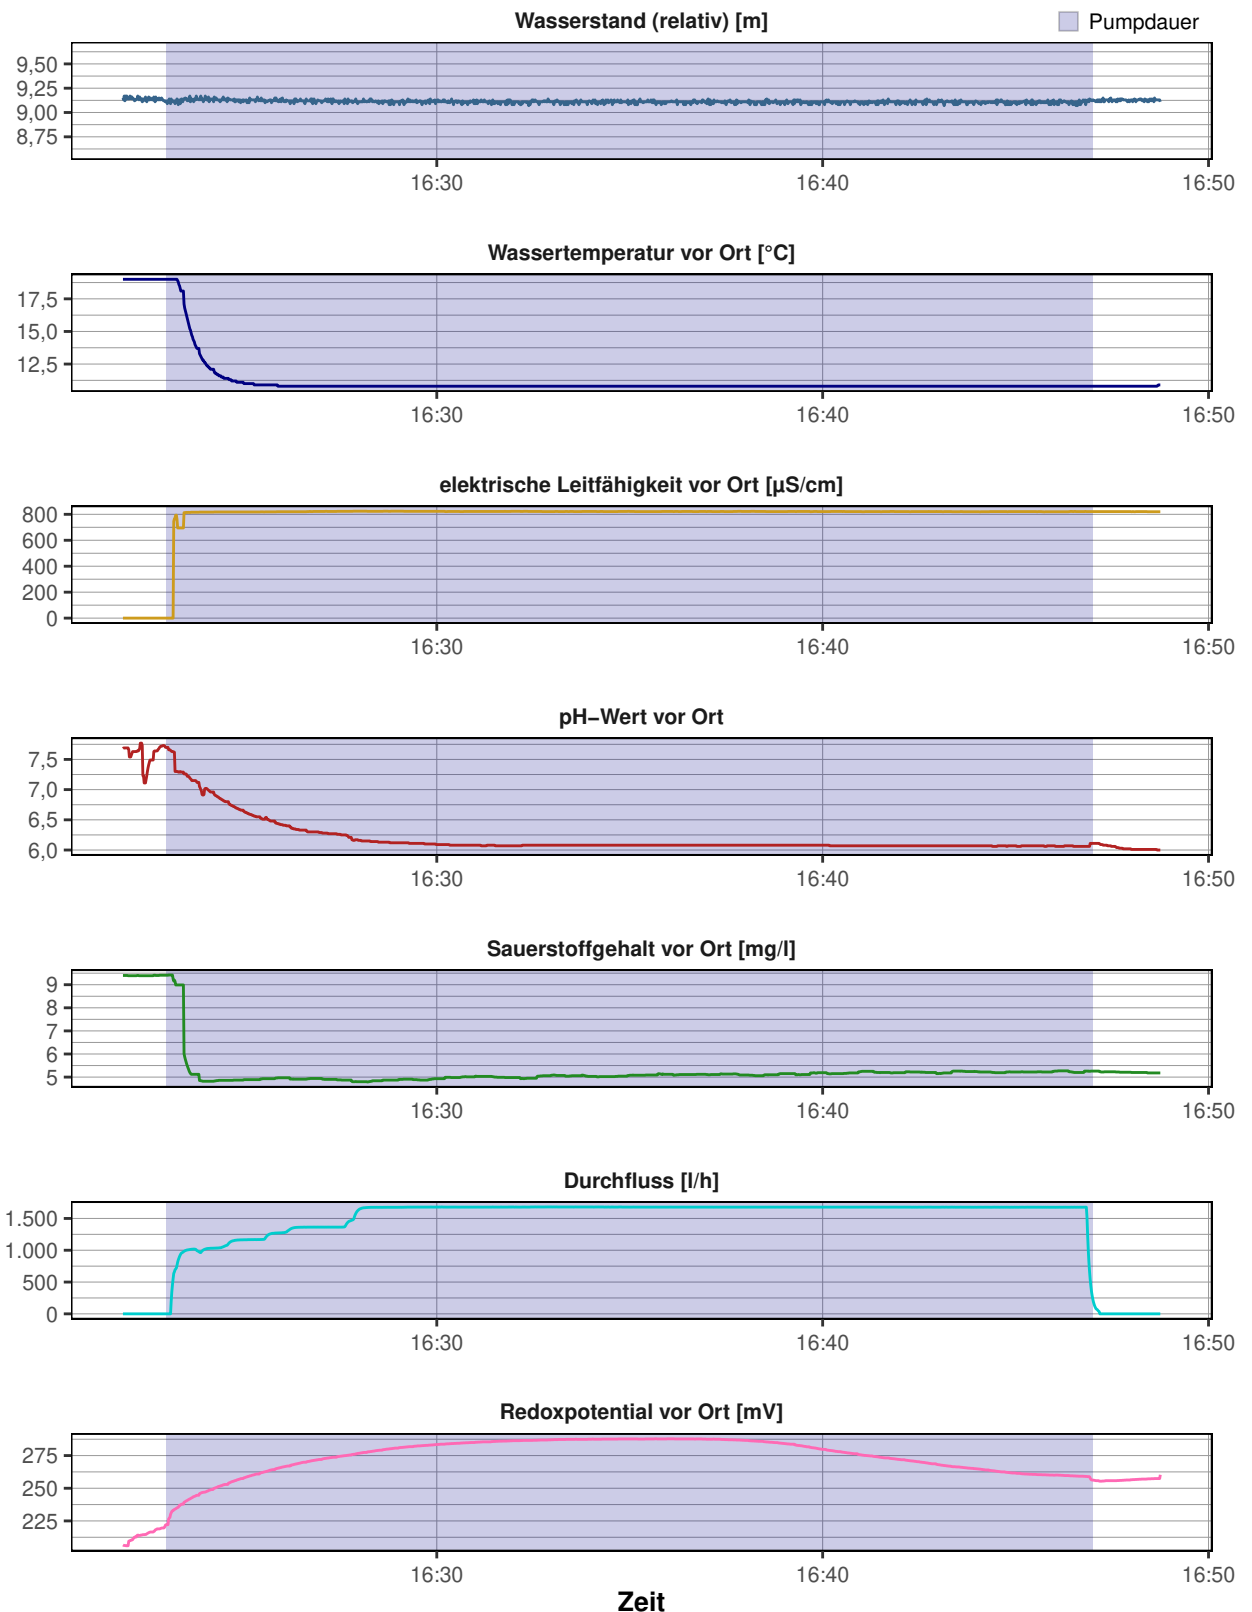 Wasserstand (relativ) [m]
Pumpdauer
9,50
9,25
9,00
8,75
16:30 16:40 16:50
Wassertemperatur vor Ort [°C]
17,5
15,0
12,5
16:30 16:40 16:50
elektrische Leitfähigkeit vor Ort [µS/cm]
800
600
400
200
0
16:30 16:40 16:50
pH−Wert vor Ort
7,5
7,0
6,5
6,0
16:30 16:40 16:50
Sauerstoffgehalt vor Ort [mg/l]
9
8
7
6
5
16:30 16:40 16:50
Durchfluss [l/h]
1.500
1.000
500
0
16:30 16:40 16:50
Redoxpotential vor Ort [mV]
275
250
225
16:30 16:40 16:50
Zeit